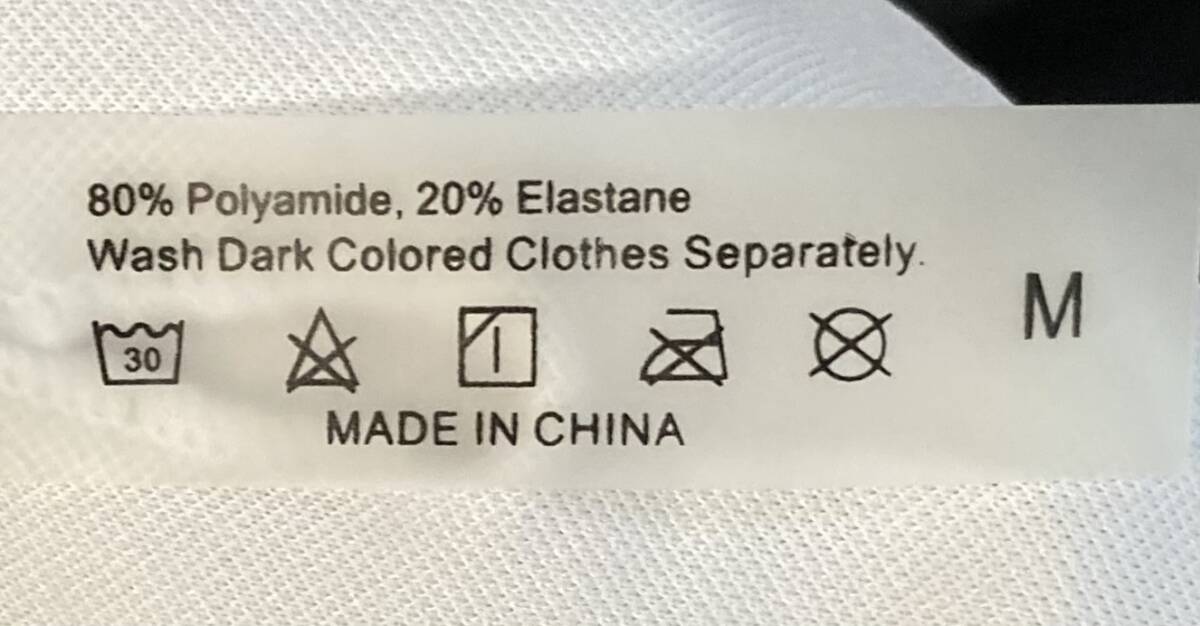 80% Polyamide, 20% Elastane
Wash Dark Colored Clothes Separately.
30
M
MADE IN CHINA